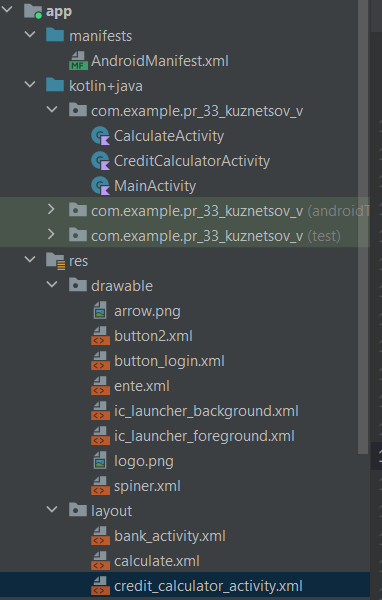 app
manifests
AndroidManifest.xml
kotlin+java
com.example.pr_33_kuznetsov_v
CalculateActivity
CreditCalculatorActivity
MainActivity
com.example.pr_33_kuznetsov_v (androidT
com.example.pr_33_kuznetsov_v (test)
res
drawable
arrow.png
button2.xml
button_login.xml
ente.xml
ic_launcher_background.xml
ic_launcher_foreground.xml
logo.png
spiner.xml
layout
bank_activity.xml
calculate.xml
credit_calculator_activity.xml